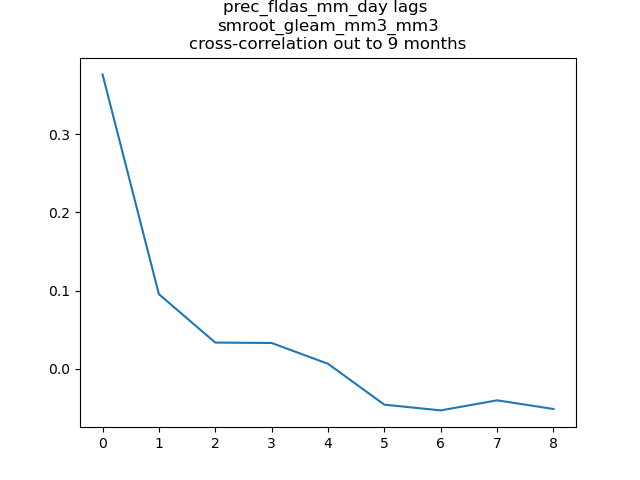 prec_fldas_mm_day lags
smroot_gleam_mm3_mm3
cross-correlation out to 9 months
0.3
0.2
0.1
0.0
0 1 2 3 4 5 6 7 8